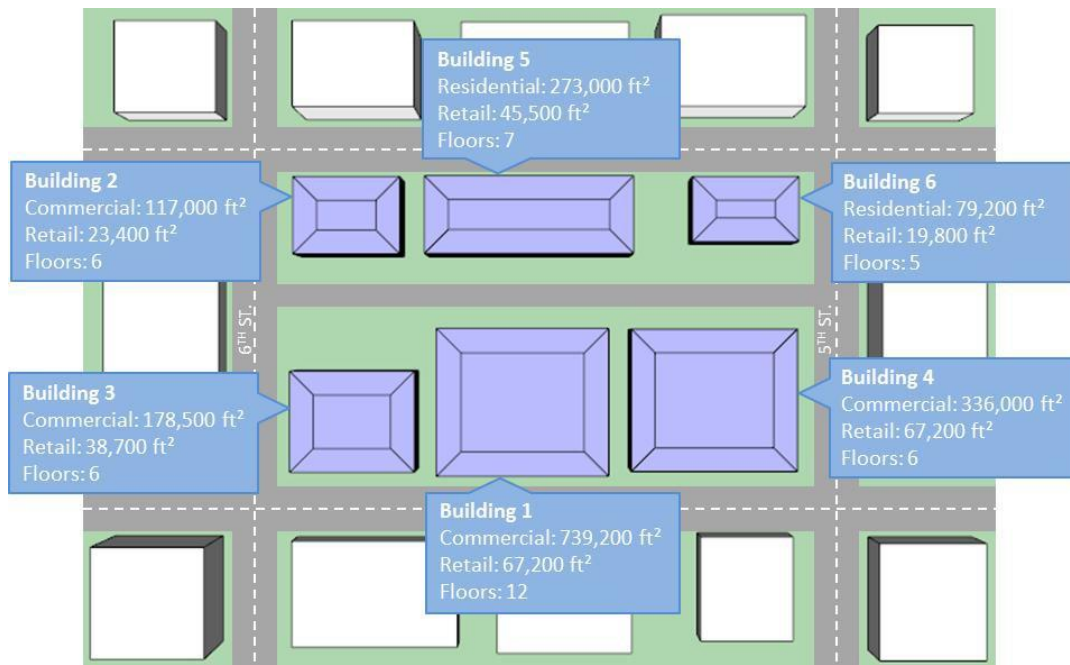 Building 5
Residential: 273,000 ft²
Retail: 45,500 ft²
Floors: 7
Building 2
Commercial: 117,000 ft²
Retail: 23,400 ft²
Floors: 6
Building 6
Residential: 79,200 ft²
Retail: 19,800 ft²
Floors: 5
6TH ST.
5TH ST.
Building 3
Commercial: 178,500 ft²
Retail: 38,700 ft²
Floors: 6
Building 4
Commercial: 336,000 ft²
Retail: 67,200 ft²
Floors: 6
Building 1
Commercial: 739,200 ft²
Retail: 67,200 ft²
Floors: 12